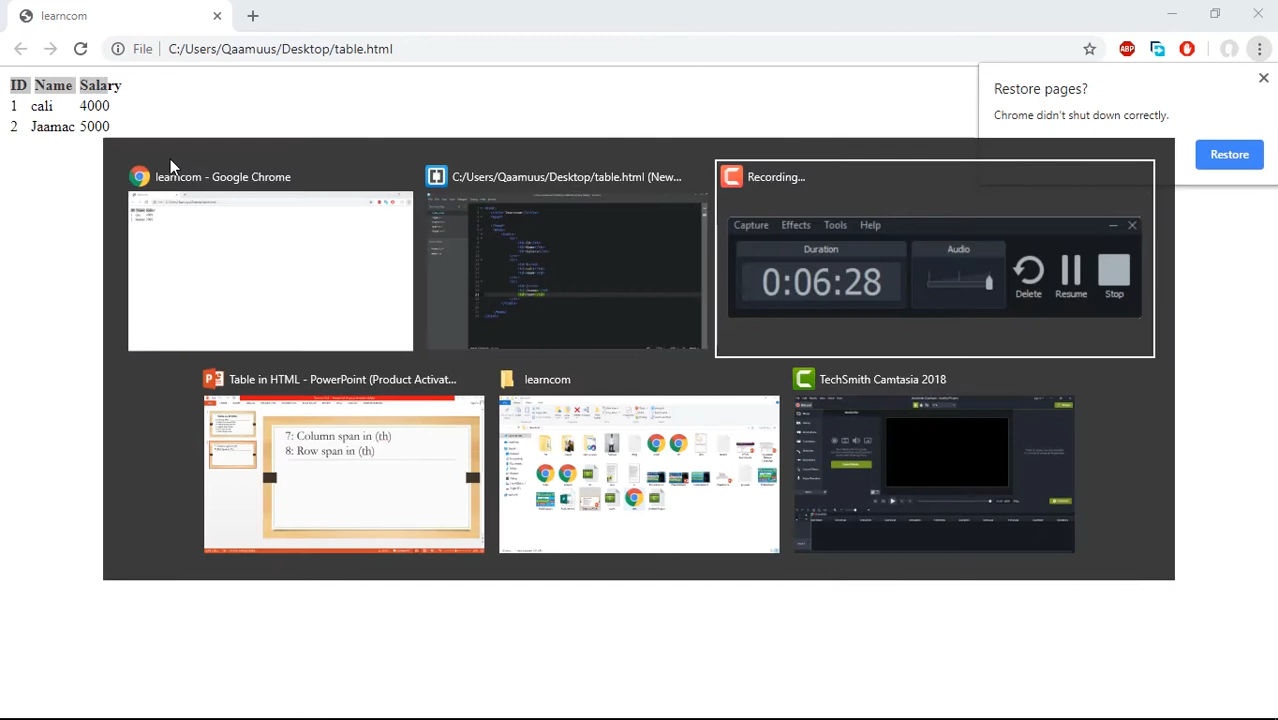 learncom
File C:/Users/Qaamuus/Desktop/table.html
ABP
ID Name Salary
1 cali 4000
2 Jaamac 5000
Restore pages?
Chrome didn't shut down correctly.
Restore
learncom - Google Chrome
C:/Users/Qaamuus/Desktop/table.html (New...
Recording...
Capture Effects Tools Help
Duration
Audio
0:06:28
Delete Resume Stop
Table in HTML - PowerPoint (Product Activat...
learncom
TechSmith Camtasia 2018
7: Column span in (th)
8: Row span in (th)